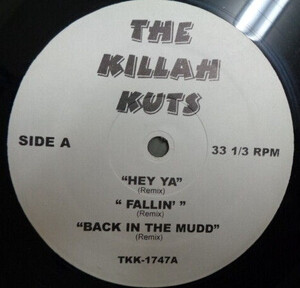 THE
KILLAH
KUTS
SIDE A
33 1/3 RPM
"HEY YA"
(Remix)
" FALLIN' "
(Remix)
"BACK IN THE MUDD"
(Remix)
TKK-1747A